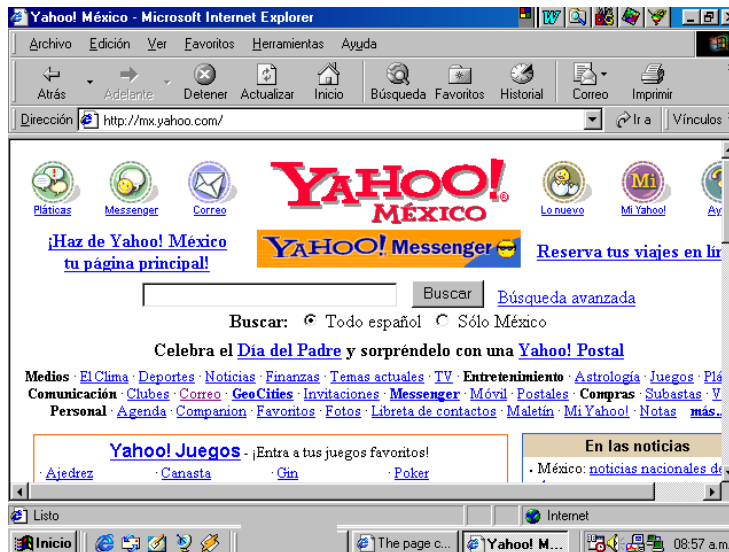 Yahoo! México - Microsoft Internet Explorer
Archivo Edición Ver Favoritos Herramientas Ayuda
Atrás Adelante Detener Actualizar Inicio Búsqueda Favoritos Historial Correo Imprimir
Dirección http://mx.yahoo.com/ Ir a Vínculos
YAHOO! MÉXICO
Pláticas Messenger Correo Lo nuevo Mi Mi Yahoo! Ay
¡Haz de Yahoo! México tu página principal!
YAHOO! Messenger
Reserva tus viajes en lín
Buscar Búsqueda avanzada
Buscar: Todo español Sólo México
Celebra el Día del Padre y sorpréndelo con una Yahoo! Postal
Medios · El Clima · Deportes · Noticias · Finanzas · Temas actuales · TV · Entretenimiento · Astrología · Juegos · Plá
Comunicación · Clubes · Correo · GeoCities · Invitaciones · Messenger · Móvil · Postales · Compras · Subastas · V
Personal · Agenda · Companion · Favoritos · Fotos · Libreta de contactos · Maletín · Mi Yahoo! · Notas más..
Yahoo! Juegos - ¡Entra a tus juegos favoritos!
· Ajedrez · Canasta · Gin · Poker
En las noticias
· México: noticias nacionales de
Listo Internet
Inicio The page c... Yahoo! M... 08:57 a.m.